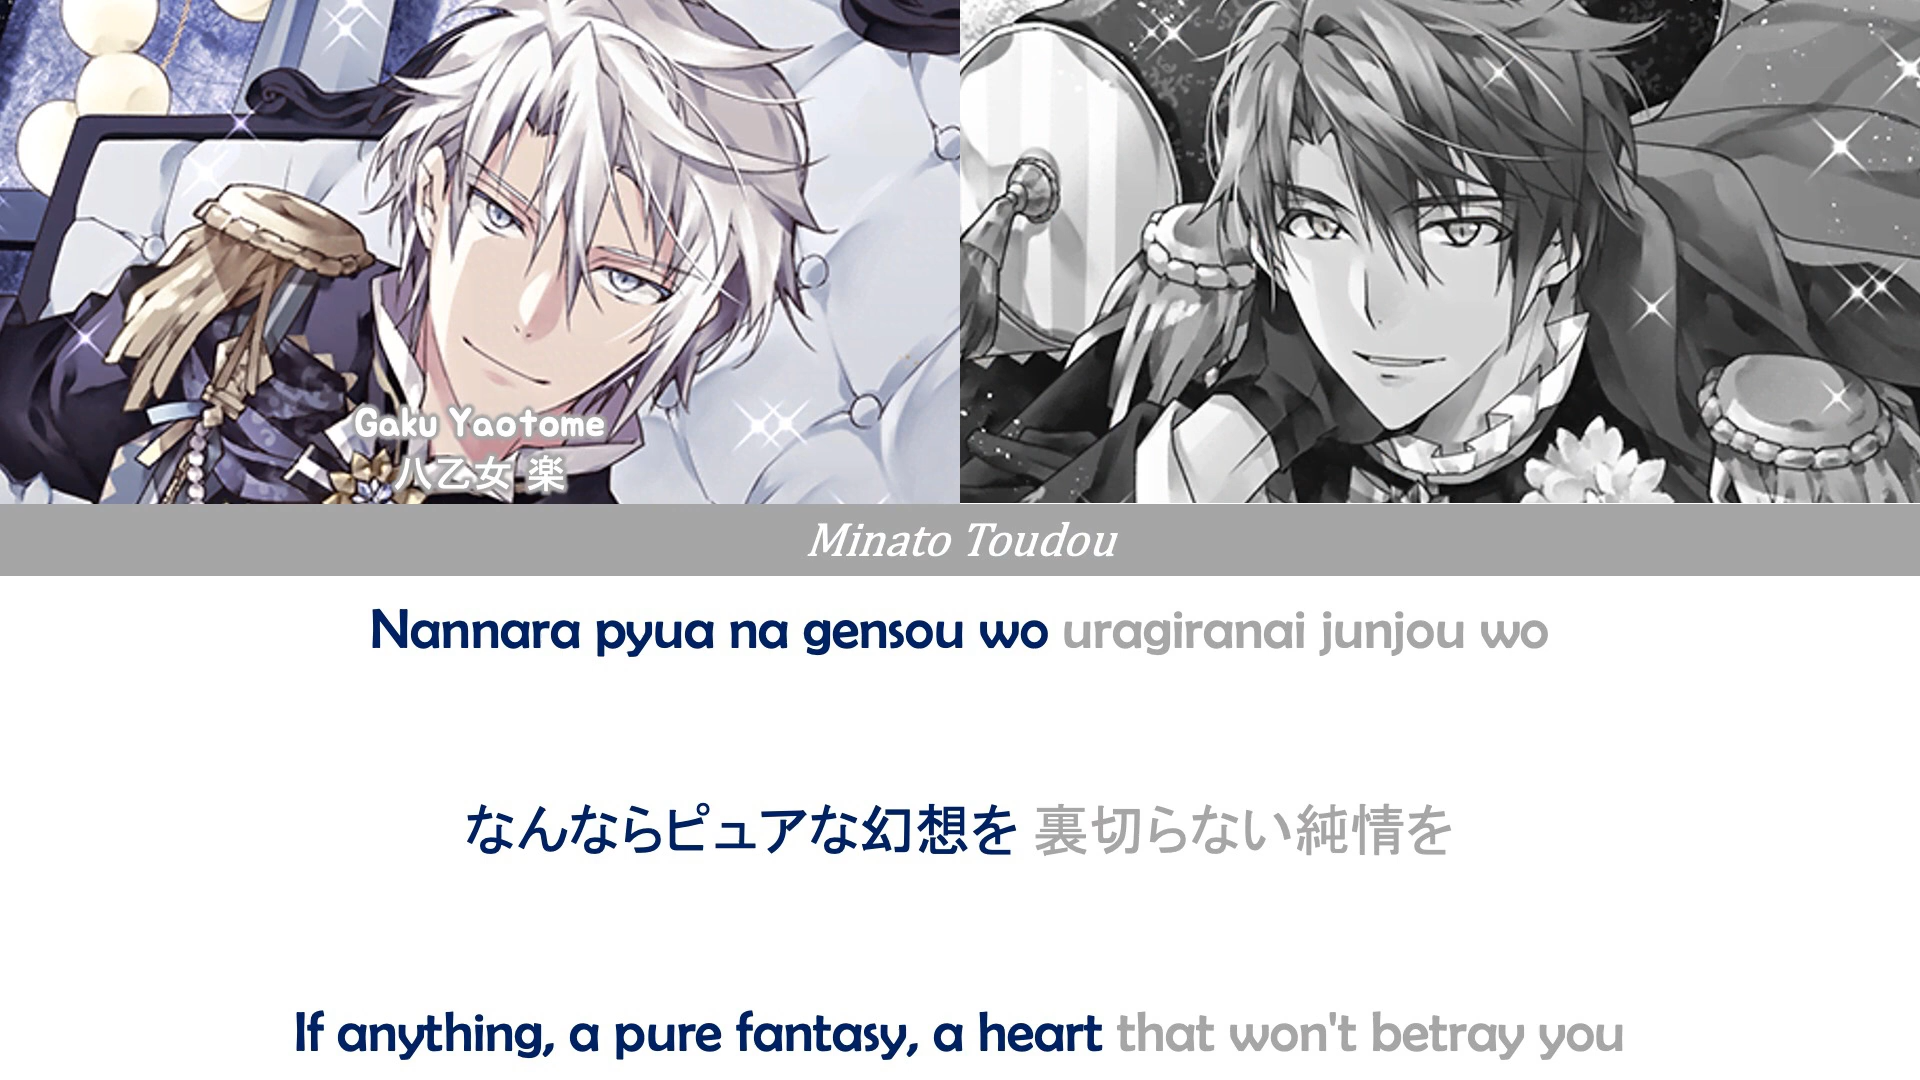 Gaku Yaotome
八乙女 楽
Minato Toudou
Nannara pyua na gensou wo uragiranai junjou wo
なんならピュアな幻想を 裏切らない純情を
If anything, a pure fantasy, a heart that won't betray you